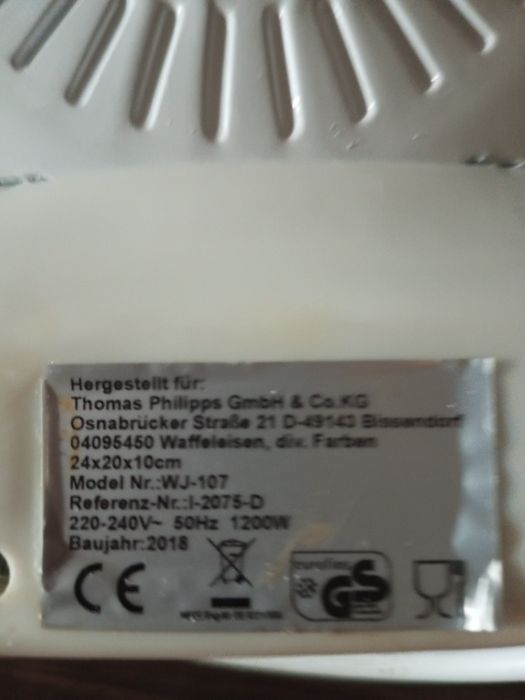 Hergestellt für:
Thomas Philipps GmbH & Co.KG
Osnabrücker Straße 21 D-49143 Bissendorf
04095450 Waffeleisen, div. Farben
24x20x10cm
Model Nr.:WJ-107
Referenz-Nr.:I-2075-D
220-240V~ 50Hz 1200W
Baujahr:2018
CE
GS